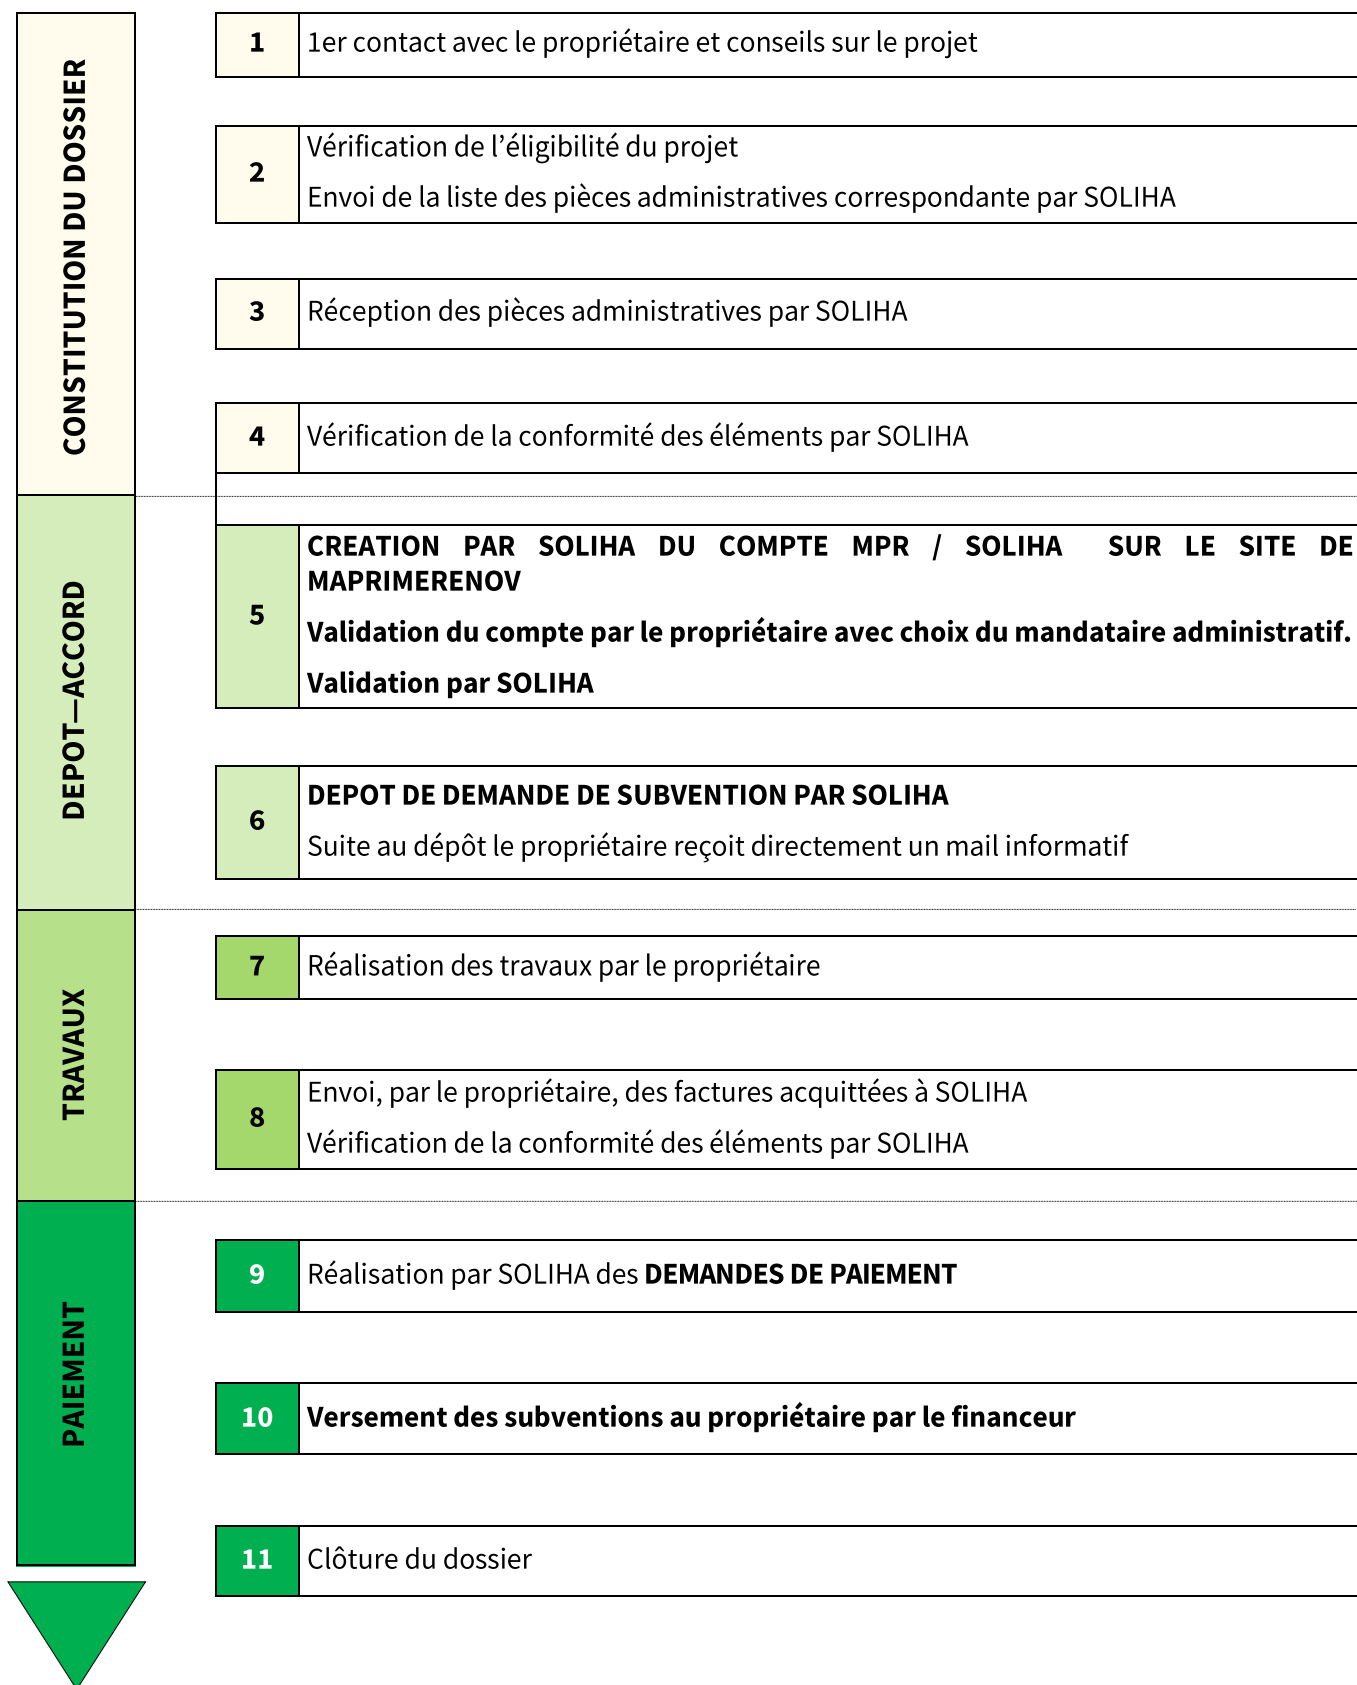 CONSTITUTION DU DOSSIER
1
1er contact avec le propriétaire et conseils sur le projet
2
Vérification de l’éligibilité du projet
Envoi de la liste des pièces administratives correspondante par SOLIHA
3
Réception des pièces administratives par SOLIHA
4
Vérification de la conformité des éléments par SOLIHA
DEPOT—ACCORD
5
CREATION PAR SOLIHA DU COMPTE MPR / SOLIHA SUR LE SITE DE
MAPRIMERENOV
Validation du compte par le propriétaire avec choix du mandataire administratif.
Validation par SOLIHA
6
DEPOT DE DEMANDE DE SUBVENTION PAR SOLIHA
Suite au dépôt le propriétaire reçoit directement un mail informatif
TRAVAUX
7
Réalisation des travaux par le propriétaire
8
Envoi, par le propriétaire, des factures acquittées à SOLIHA
Vérification de la conformité des éléments par SOLIHA
PAIEMENT
9
Réalisation par SOLIHA des DEMANDES DE PAIEMENT
10
Versement des subventions au propriétaire par le financeur
11
Clôture du dossier